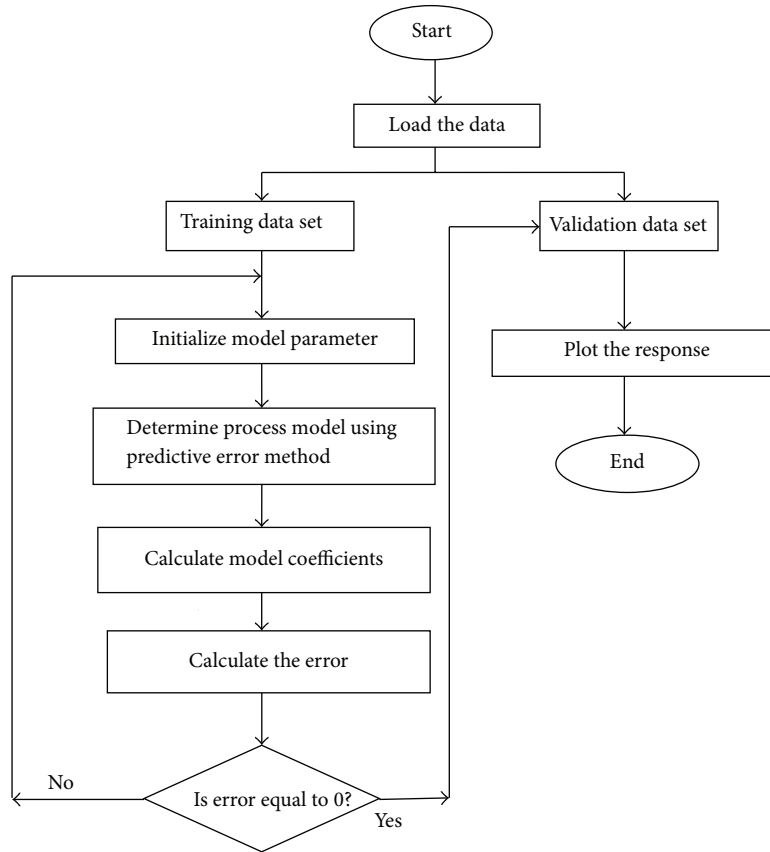 Start
Load the data
Training data set
Validation data set
Initialize model parameter
Plot the response
Determine process model using
predictive error method
End
Calculate model coefficients
Calculate the error
No
Is error equal to 0?
Yes